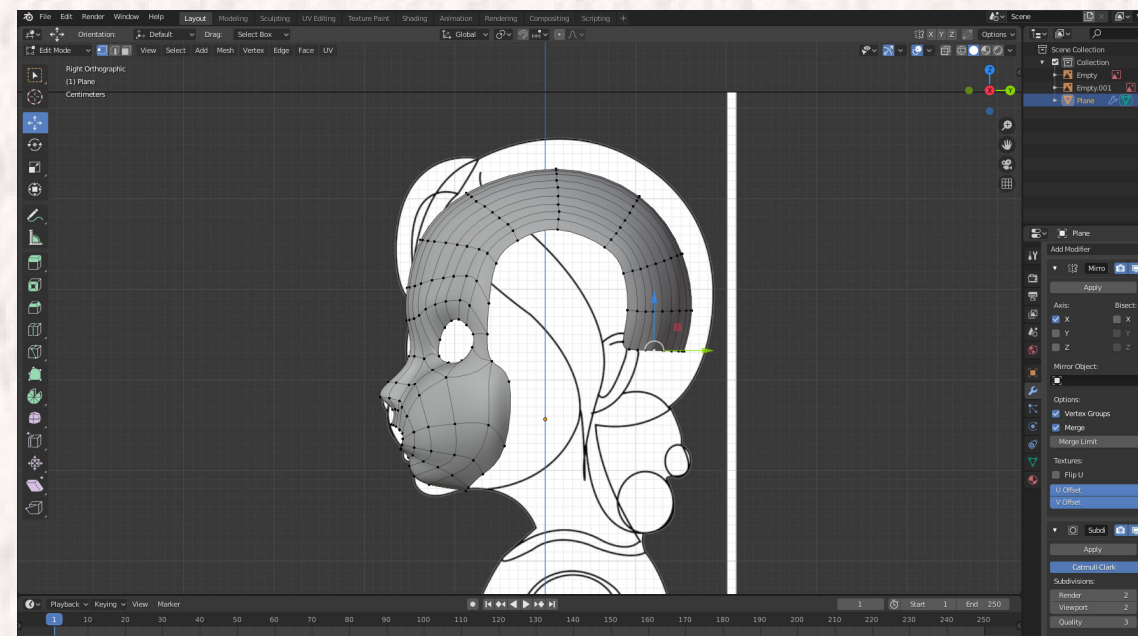 File Edit Render Window Help Layout Modeling Sculpting UV Editing Texture Paint Shading Animation Rendering Compositing Scripting + Scene
Orientation: Default Drag: Select Box Global X Y Z Options
Edit Mode View Select Add Mesh Vertex Edge Face UV
Right Orthographic
(1) Plane
Centimeters
Z
X Y
Scene Collection
Collection
Empty
Empty.001
Plane
Plane
Add Modifier
Mirro
Apply
Axis: Bisect:
X X
Y Y
Z Z
Mirror Object:
Options:
Vertex Groups
Merge
Merge Limit
Textures:
Flip U
U Offset
V Offset
Subdi
Apply
Catmull-Clark
Subdivisions:
Render 2
Viewport 2
Quality 3
Playback Keying View Marker 1 Start 1 End 250
1 10 20 30 40 50 60 70 80 90 100 110 120 130 140 150 160 170 180 190 200 210 220 230 240 250